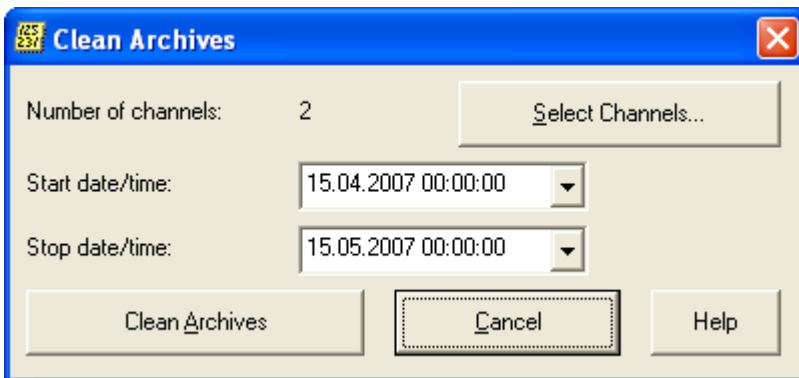 Clean Archives
Number of channels: 2 Select Channels...
Start date/time: 15.04.2007 00:00:00
Stop date/time: 15.05.2007 00:00:00
Clean Archives Cancel Help